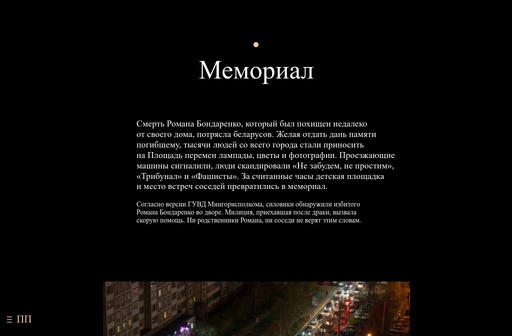 Мемориал
Смерть Романа Бондаренко, который был похищен недалеко
от своего дома, потрясла беларусов. Желая отдать дань памяти
погибшему, тысячи людей со всего города стали приносить
на Площадь перемен лампады, цветы и фотографии. Проезжающие
машины сигналили, люди скандировали «Не забудем, не простим»,
«Трибунал» и «Фашисты». За считанные часы детская площадка
и место встреч соседей превратились в мемориал.
Согласно версии ГУВД Мингорисполкома, силовики обнаружили избитого
Романа Бондаренко во дворе. Милиция, приехавшая после драки, вызвала
скорую помощь. Ни родственники Романа, ни соседи не верят этим словам.
ПП